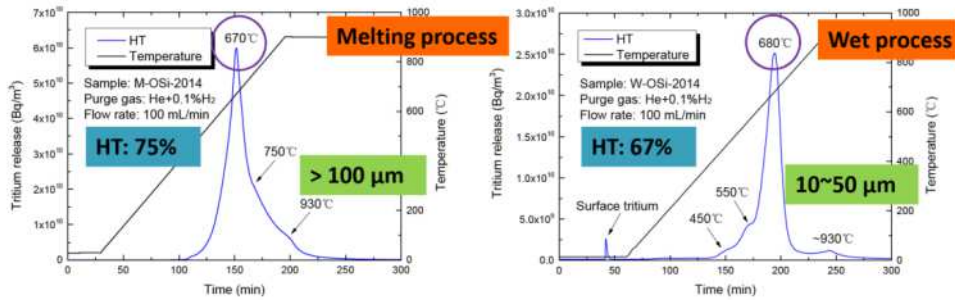 Melting process
670℃
HT
Temperature
Sample: M-OSi-2014
Purge gas: He+0.1%H₂
Flow rate: 100 mL/min
HT: 75%
750℃
> 100 μm
930℃
7x10¹⁰
6x10¹⁰
5x10¹⁰
4x10¹⁰
3x10¹⁰
2x10¹⁰
1x10¹⁰
0
Tritium release (Bq/m³)
1000
800
600
400
200
0
Temperature (℃)
0 50 100 150 200 250 300
Time (min)
Wet process
680℃
HT
Temperature
Sample: W-OSi-2014
Purge gas: He+0.1%H₂
Flow rate: 100 mL/min
HT: 67%
10~50 μm
550℃
450℃
Surface tritium
~930℃
3.0x10¹⁰
2.5x10¹⁰
2.0x10¹⁰
1.5x10¹⁰
1.0x10¹⁰
5.0x10⁹
0.0
Tritium release (Bq/m³)
1000
800
600
400
200
0
Temperature (℃)
0 50 100 150 200 250 300
Time (min)